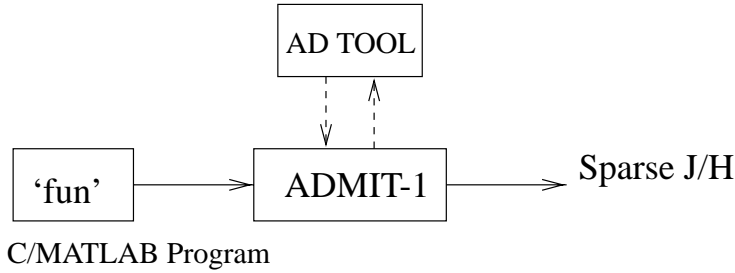 AD TOOL
‘fun’
ADMIT-1
Sparse J/H
C/MATLAB Program